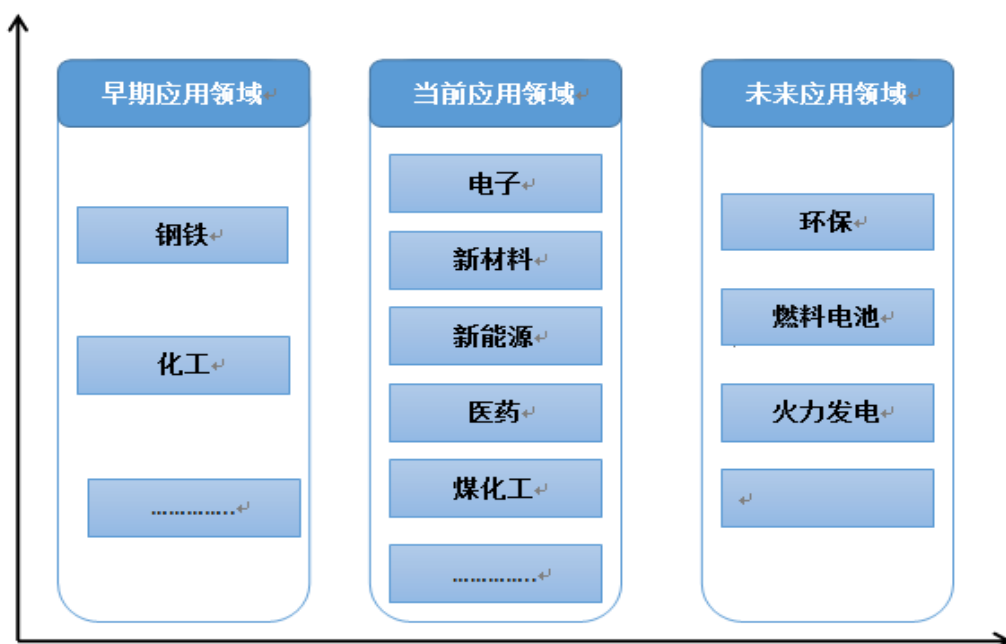 早期应用领域
钢铁
化工
…………..
当前应用领域
电子
新材料
新能源
医药
煤化工
…………..
未来应用领域
环保
燃料电池
火力发电